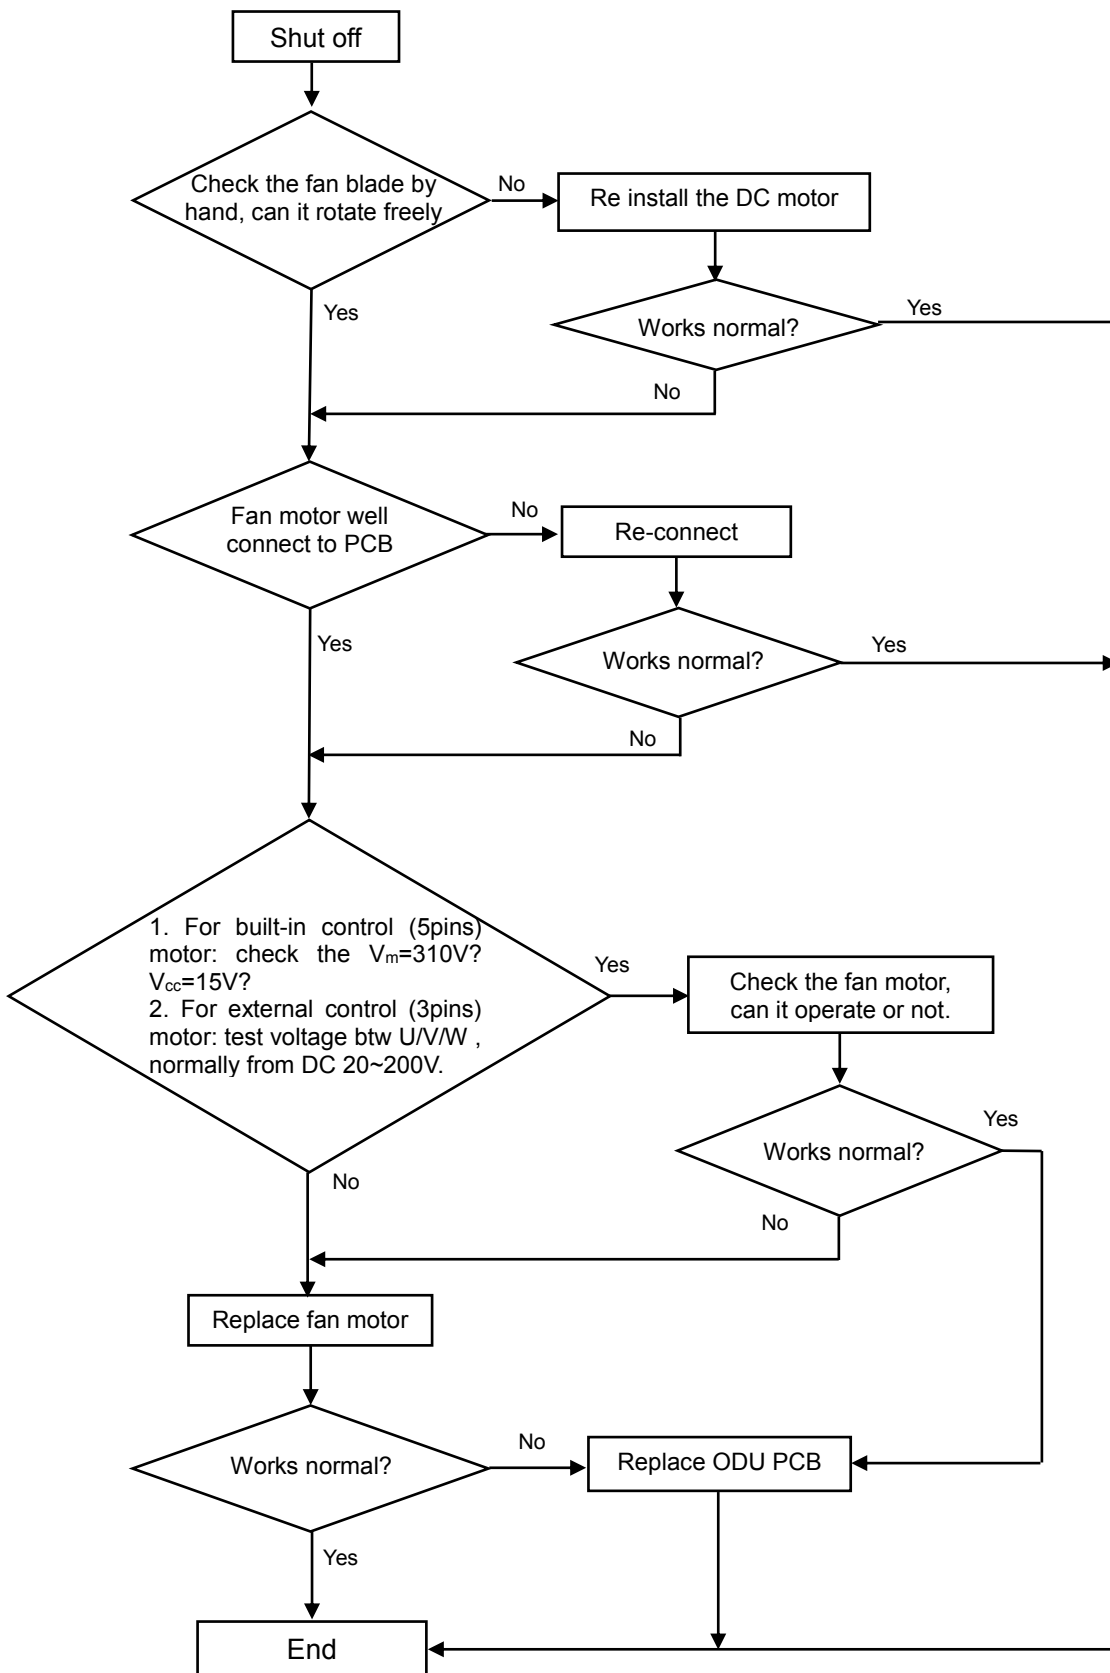 Shut off
Check the fan blade by
hand, can it rotate freely
No
Re install the DC motor
Yes
Works normal?
Yes
No
Fan motor well
connect to PCB
No
Re-connect
Yes
Works normal?
Yes
No
1. For built-in control (5pins)
motor: check the Vm=310V?
Vcc=15V?
2. For external control (3pins)
motor: test voltage btw U/V/W ,
normally from DC 20~200V.
Yes
Check the fan motor,
can it operate or not.
No
Works normal?
Yes
No
Replace fan motor
Works normal?
No
Replace ODU PCB
Yes
End